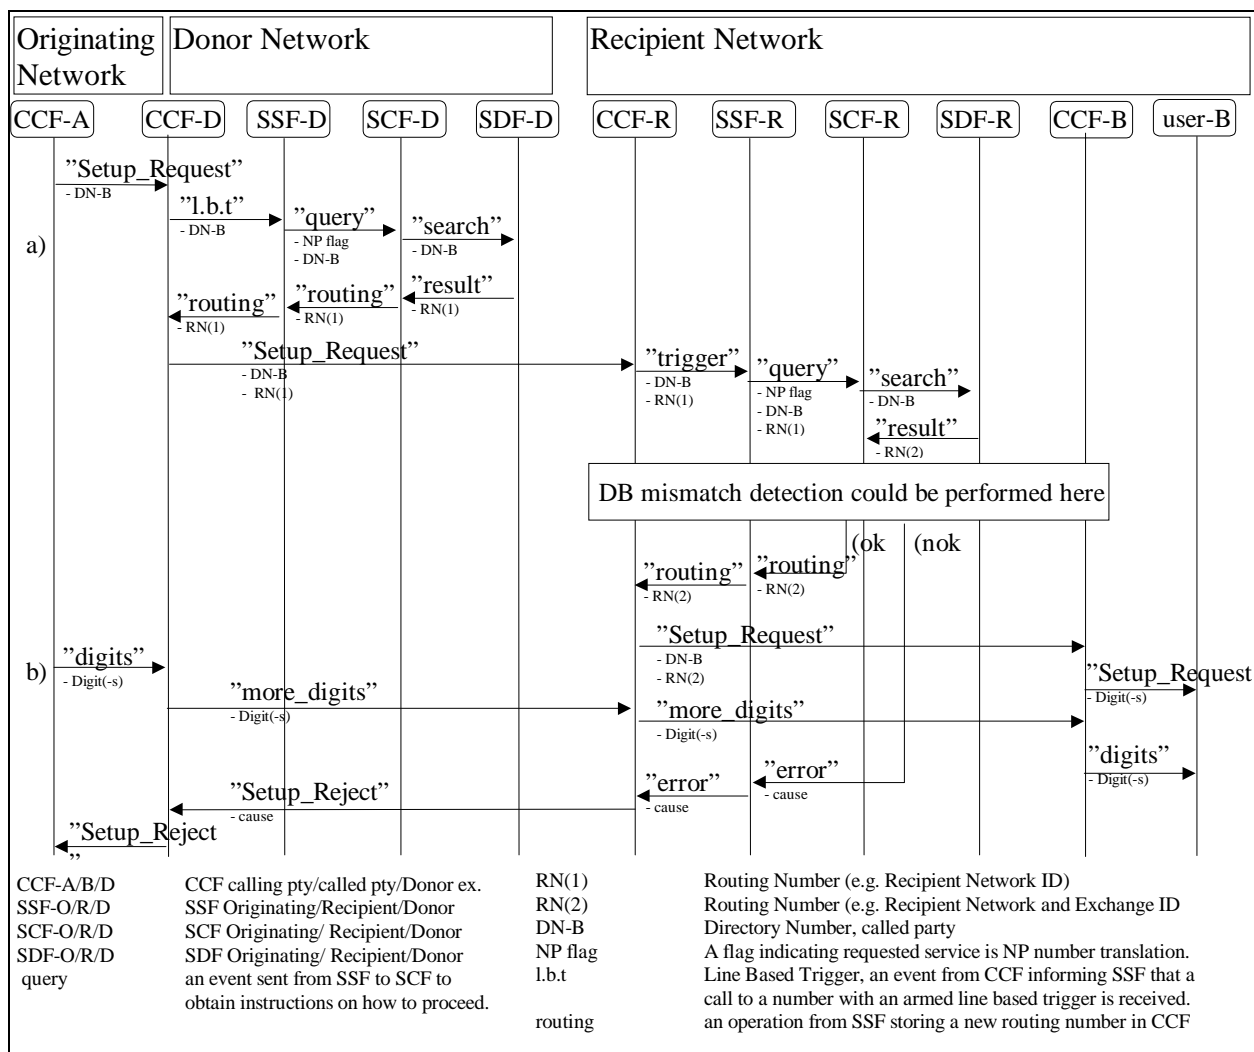 Originating Network
Donor Network
Recipient Network
CCF-A CCF-D SSF-D SCF-D SDF-D CCF-R SSF-R SCF-R SDF-R CCF-B user-B
”Setup_Request”
- DN-B
”l.b.t”
- DN-B
”query”
- NP flag
- DN-B
”search”
- DN-B
a)
”result”
- RN(1)
”routing”
- RN(1)
”routing”
- RN(1)
”Setup_Request”
- DN-B
- RN(1)
”trigger”
- DN-B
- RN(1)
”query”
- NP flag
- DN-B
- RN(1)
”search”
- DN-B
”result”
- RN(2)
DB mismatch detection could be performed here
(ok (nok
”routing”
- RN(2)
”routing”
- RN(2)
”Setup_Request”
- DN-B
- RN(2)
b)
”digits”
- Digit(-s)
”Setup_Request
- Digit(-s)
”more_digits”
- Digit(-s)
”more_digits”
- Digit(-s)
”digits”
- Digit(-s)
”error”
- cause
”error”
- cause
”Setup_Reject”
- cause
”Setup_Reject
”
CCF-A/B/D CCF calling pty/called pty/Donor ex.
SSF-O/R/D SSF Originating/Recipient/Donor
SCF-O/R/D SCF Originating/ Recipient/Donor
SDF-O/R/D SDF Originating/ Recipient/Donor
query an event sent from SSF to SCF to
obtain instructions on how to proceed.
RN(1) Routing Number (e.g. Recipient Network ID)
RN(2) Routing Number (e.g. Recipient Network and Exchange ID
DN-B Directory Number, called party
NP flag A flag indicating requested service is NP number translation.
l.b.t Line Based Trigger, an event from CCF informing SSF that a
call to a number with an armed line based trigger is received.
routing an operation from SSF storing a new routing number in CCF